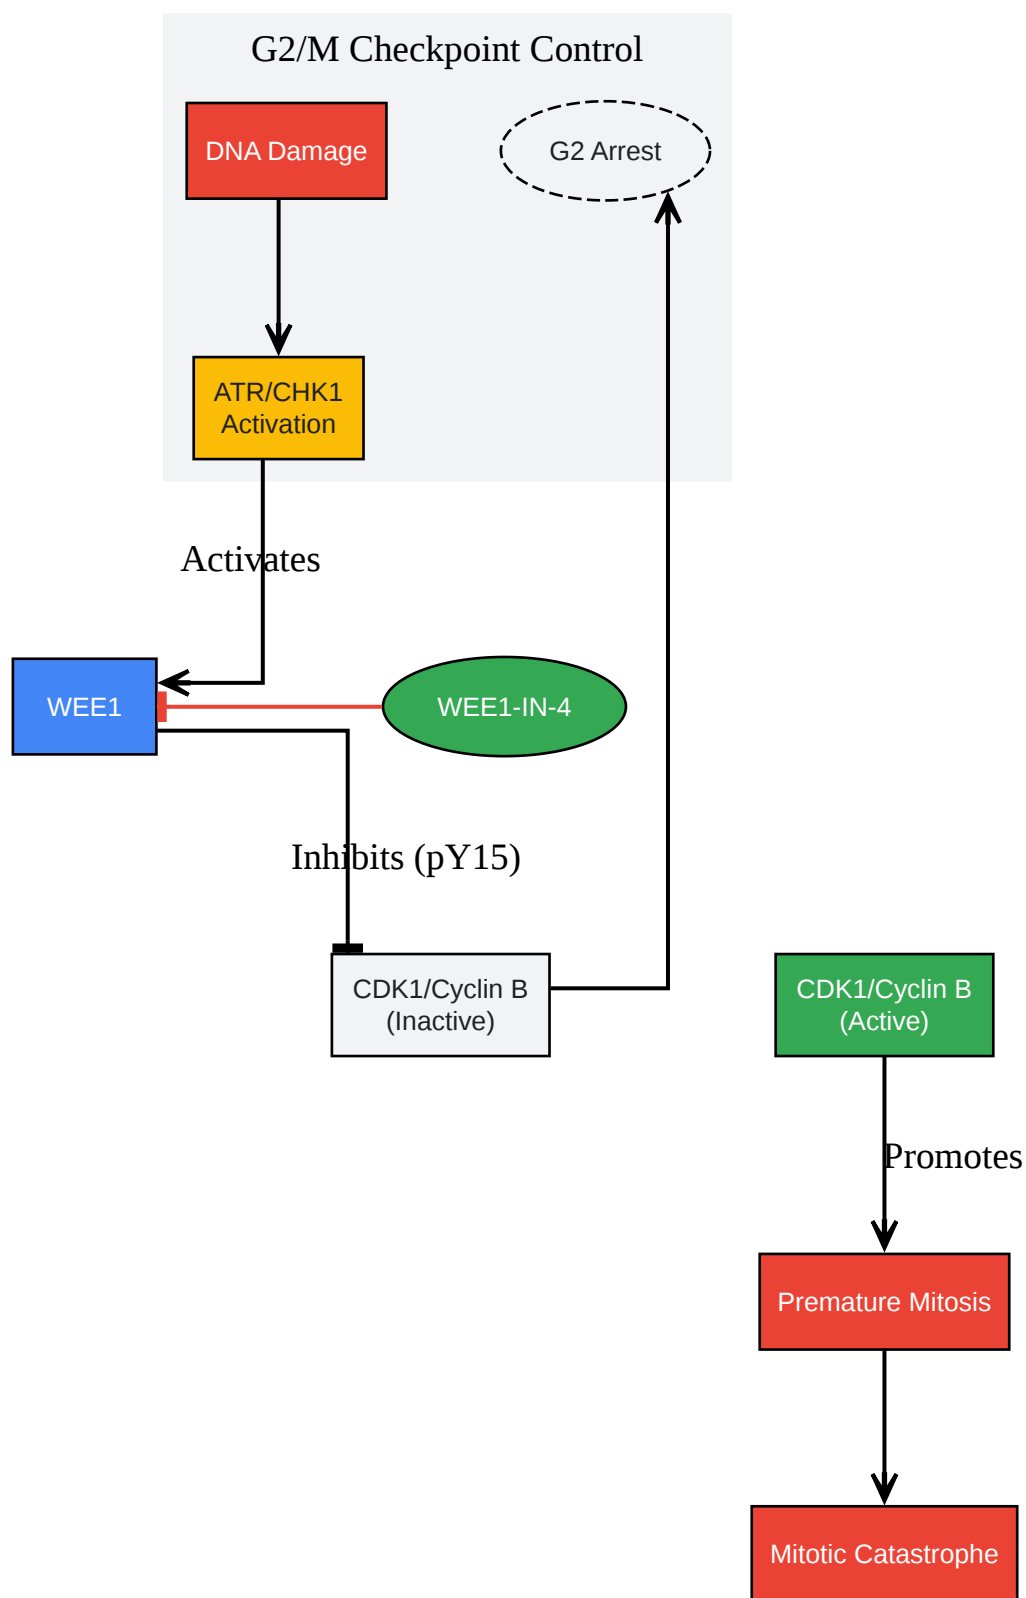 G2/M Checkpoint Control
DNA Damage
G2 Arrest
ATR/CHK1
Activation
Activates
WEE1
WEE1-IN-4
Inhibits (pY15)
CDK1/Cyclin B
(Inactive)
CDK1/Cyclin B
(Active)
Promotes
Premature Mitosis
Mitotic Catastrophe